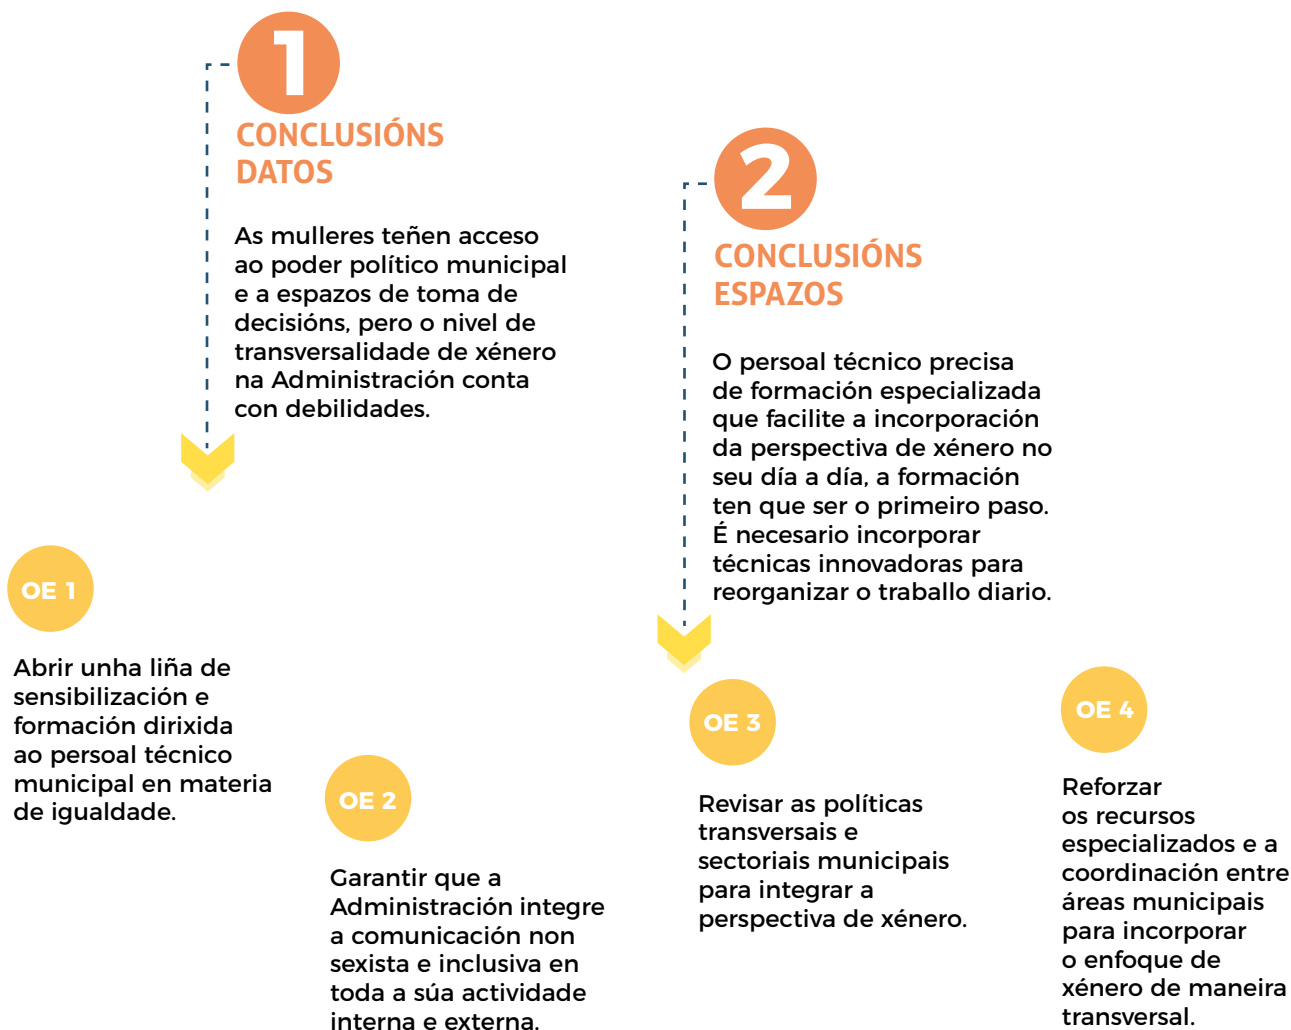 1
CONCLUSIÓNS
DATOS
As mulleres teñen acceso
ao poder político municipal
e a espazos de toma de
decisións, pero o nivel de
transversalidade de xénero
na Administración conta
con debilidades.
2
CONCLUSIÓNS
ESPAZOS
O persoal técnico precisa
de formación especializada
que facilite a incorporación
da perspectiva de xénero no
seu día a día, a formación
ten que ser o primeiro paso.
É necesario incorporar
técnicas innovadoras para
reorganizar o traballo diario.
OE 1
Abrir unha liña de
sensibilización e
formación dirixida
ao persoal técnico
municipal en materia
de igualdade.
OE 2
Garantir que a
Administración integre
a comunicación non
sexista e inclusiva en
toda a súa actividade
interna e externa.
OE 3
Revisar as políticas
transversais e
sectoriais municipais
para integrar a
perspectiva de xénero.
OE 4
Reforzar
os recursos
especializados e a
coordinación entre
áreas municipais
para incorporar
o enfoque de
xénero de maneira
transversal.